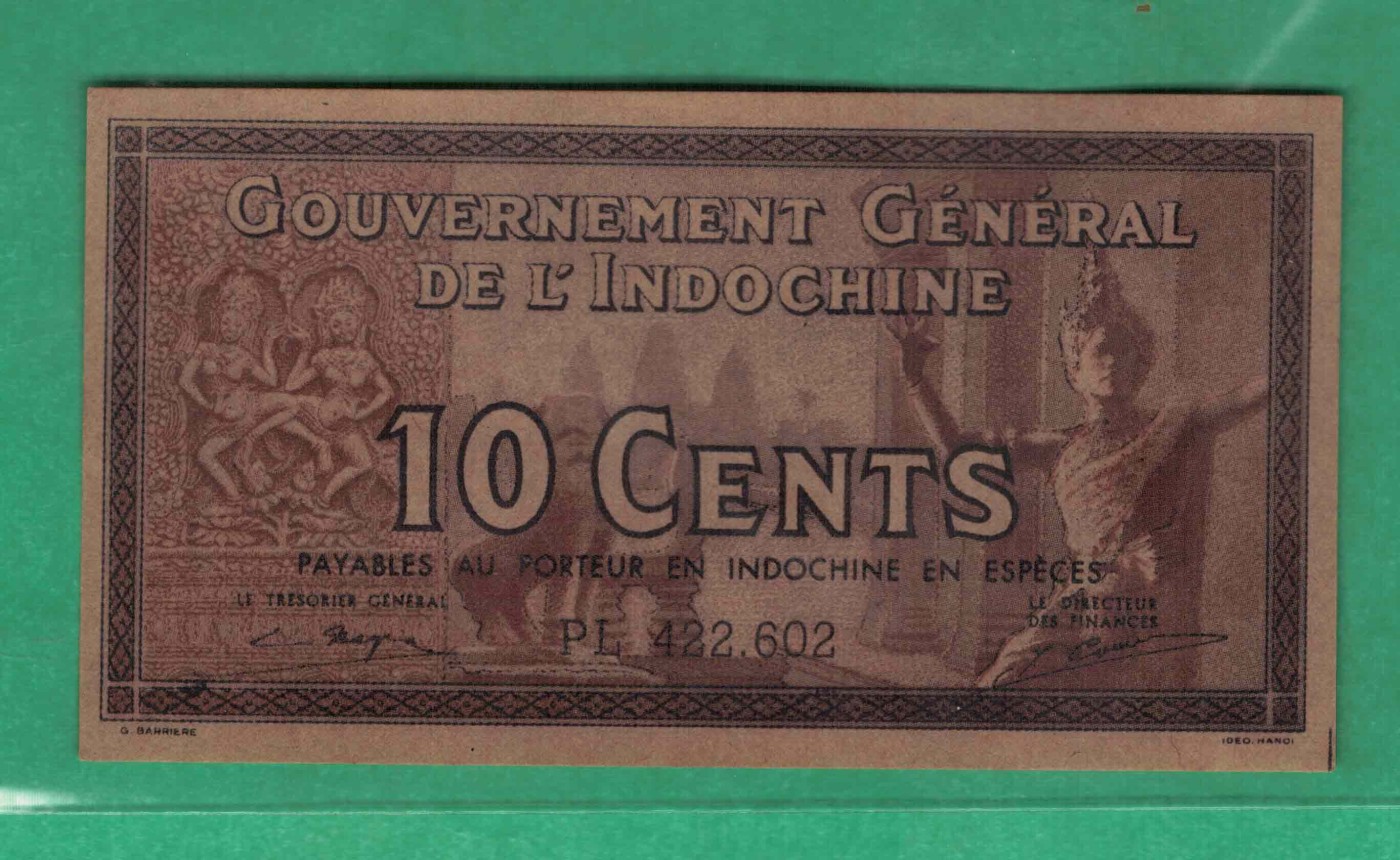 GOUVERNEMENT GÉNÉRAL
DE L'INDOCHINE
10 CENTS
PAYABLES AU PORTEUR EN INDOCHINE EN ESPÈCES
LE TRÉSORIER GÉNÉRAL
LE DIRECTEUR
DES FINANCES
PL 422.602
G. BARRIERE
IDEO. HANOI